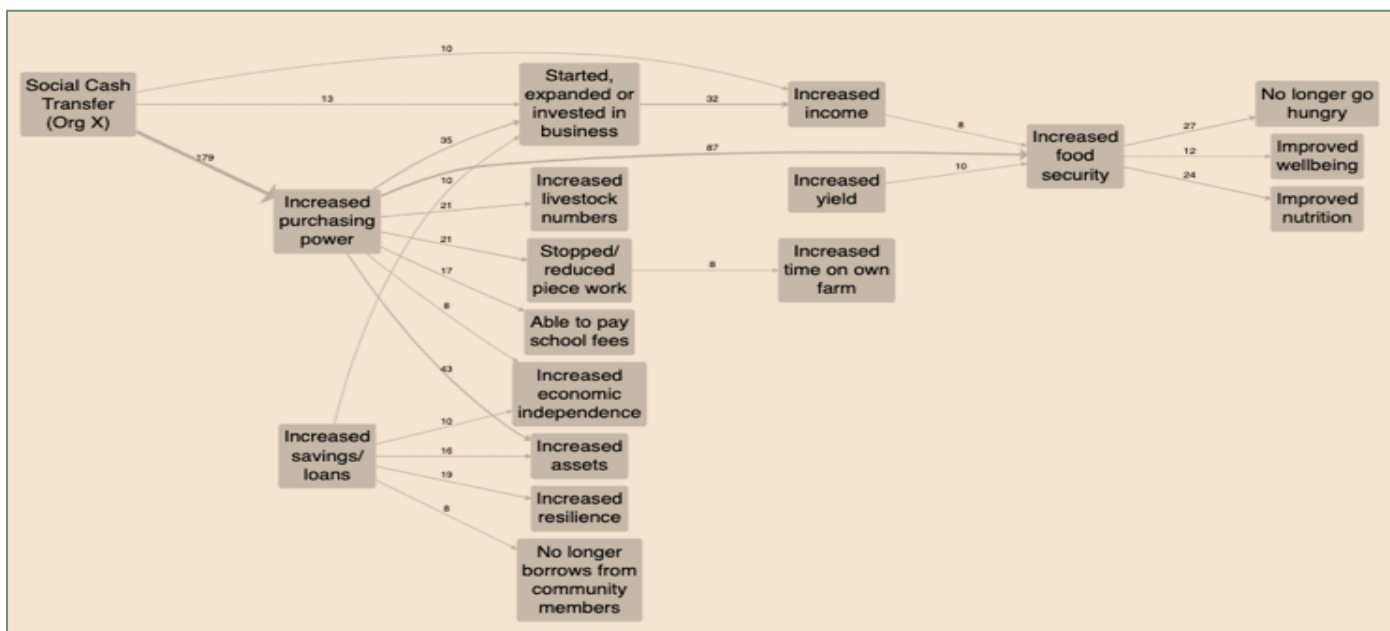 Social Cash
Transfer
(Org X)
10
13
179
Increased
purchasing
power
Increased
savings/
loans
35
10
21
21
17
8
43
10
16
19
8
Started,
expanded or
invested in
business
Increased
livestock
numbers
Stopped/
reduced
piece work
Able to pay
school fees
Increased
economic
independence
Increased
assets
Increased
resilience
No longer
borrows from
community
members
32
87
8
Increased
income
Increased
yield
Increased
time on own
farm
8
10
Increased
food
security
27
12
24
No longer go
hungry
Improved
wellbeing
Improved
nutrition